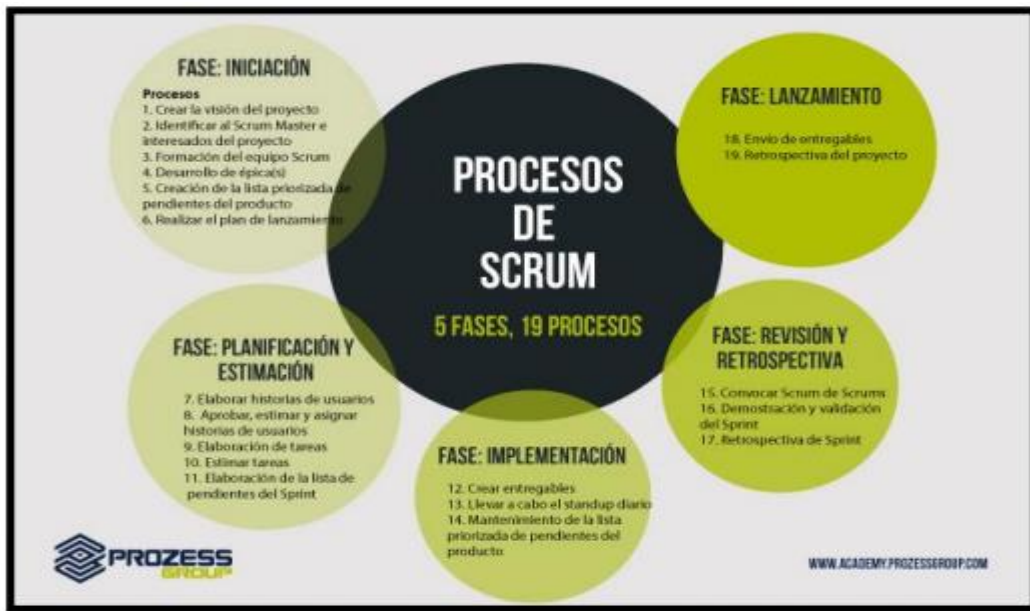 FASE: INICIACIÓN
Procesos
1. Crear la visión del proyecto
2. Identificar al Scrum Master e
interesados del proyecto
3. Formación del equipo Scrum
4. Desarrollo de épica(s)
5. Creación de la lista priorizada de
pendientes del producto
6. Realizar el plan de lanzamiento
PROCESOS
DE
SCRUM
5 FASES, 19 PROCESOS
FASE: LANZAMIENTO
18. Envío de entregables
19. Retrospectiva del proyecto
FASE: PLANIFICACIÓN Y
ESTIMACIÓN
7. Elaborar historias de usuarios
8. Aprobar, estimar y asignar
historias de usuarios
9. Elaboración de tareas
10. Estimar tareas
11. Elaboración de la lista de
pendientes del Sprint
FASE: IMPLEMENTACIÓN
12. Crear entregables
13. Llevar a cabo el standup diario
14. Mantenimiento de la lista
priorizada de pendientes del
producto
FASE: REVISIÓN Y
RETROSPECTIVA
15. Convocar Scrum de Scrums
16. Demostración y validación
del Sprint
17. Retrospectiva de Sprint
PROZESS
GROUP
WWW.ACADEMY.PROZESSGROUP.COM